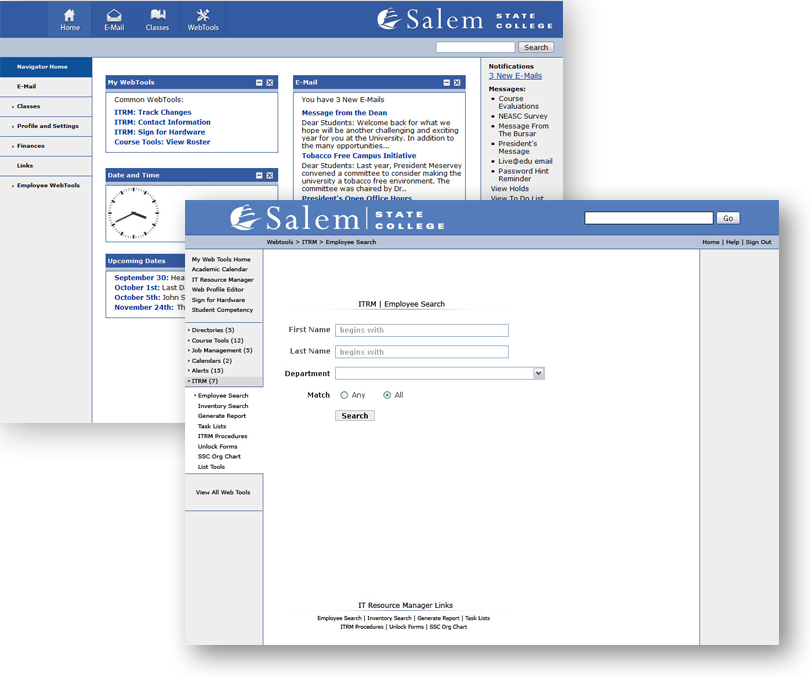 Home
E-Mail
Classes
WebTools
Salem STATE COLLEGE
Search
Navigator Home
E-Mail
Classes
Profile and Settings
Finances
Links
Employee WebTools
My WebTools
Common WebTools:
ITRM: Track Changes
ITRM: Contact Information
ITRM: Sign for Hardware
Course Tools: View Roster
Date and Time
Upcoming Dates
September 30: Hea
October 1st: Last D
October 5th: John S
November 24th: Th
E-Mail
You have 3 New E-Mails
Message from the Dean
Dear Students: Welcome back for what we
hope will be another challenging and exciting
year for you at the University. In addition to
the many opportunities...
Tobacco Free Campus Initiative
Dear Students: Last year, President Meservey
convened a committee to consider making the
university a tobacco free environment. The
committee was chaired by Dr..
President's Open Office Hours
Notifications
3 New E-Mails
Messages:
Course
Evaluations
NEASC Survey
Message From
The Bursar
President's
Message
Live@edu email
Password Hint
Reminder
View Holds
View To Do List
Salem STATE COLLEGE
Go
Webtools > ITRM > Employee Search
Home | Help | Sign Out
My Web Tools Home
Academic Calendar
IT Resource Manager
Web Profile Editor
Sign for Hardware
Student Competency
Directories (5)
Course Tools (12)
Job Management (5)
Calendars (2)
Alerts (15)
ITRM (7)
Employee Search
Inventory Search
Generate Report
Task Lists
ITRM Procedures
Unlock Forms
SSC Org Chart
List Tools
View All Web Tools
ITRM | Employee Search
First Name begins with
Last Name begins with
Department
Match Any All
Search
IT Resource Manager Links
Employee Search | Inventory Search | Generate Report | Task Lists
ITRM Procedures | Unlock Forms | SSC Org Chart